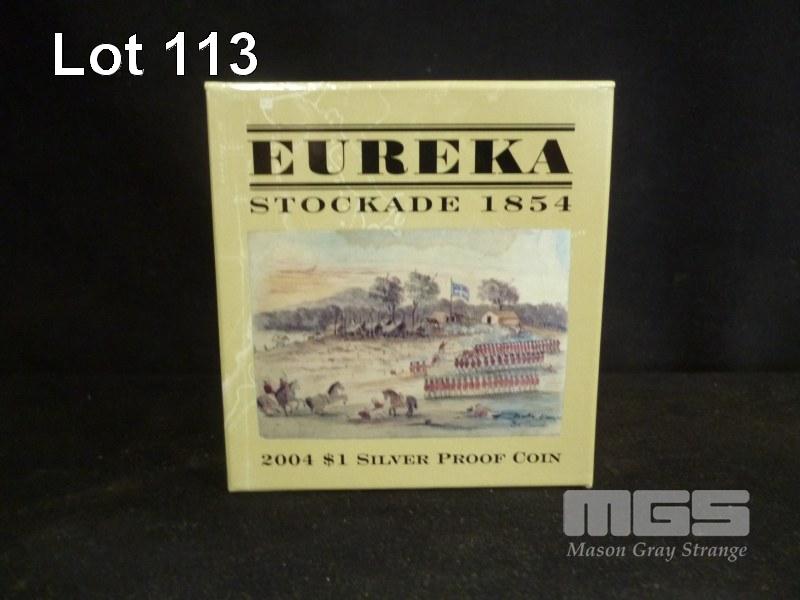 Lot 113
EUREKA
STOCKADE 1854
2004 $1 SILVER PROOF COIN
MGS
Mason Gray Strange